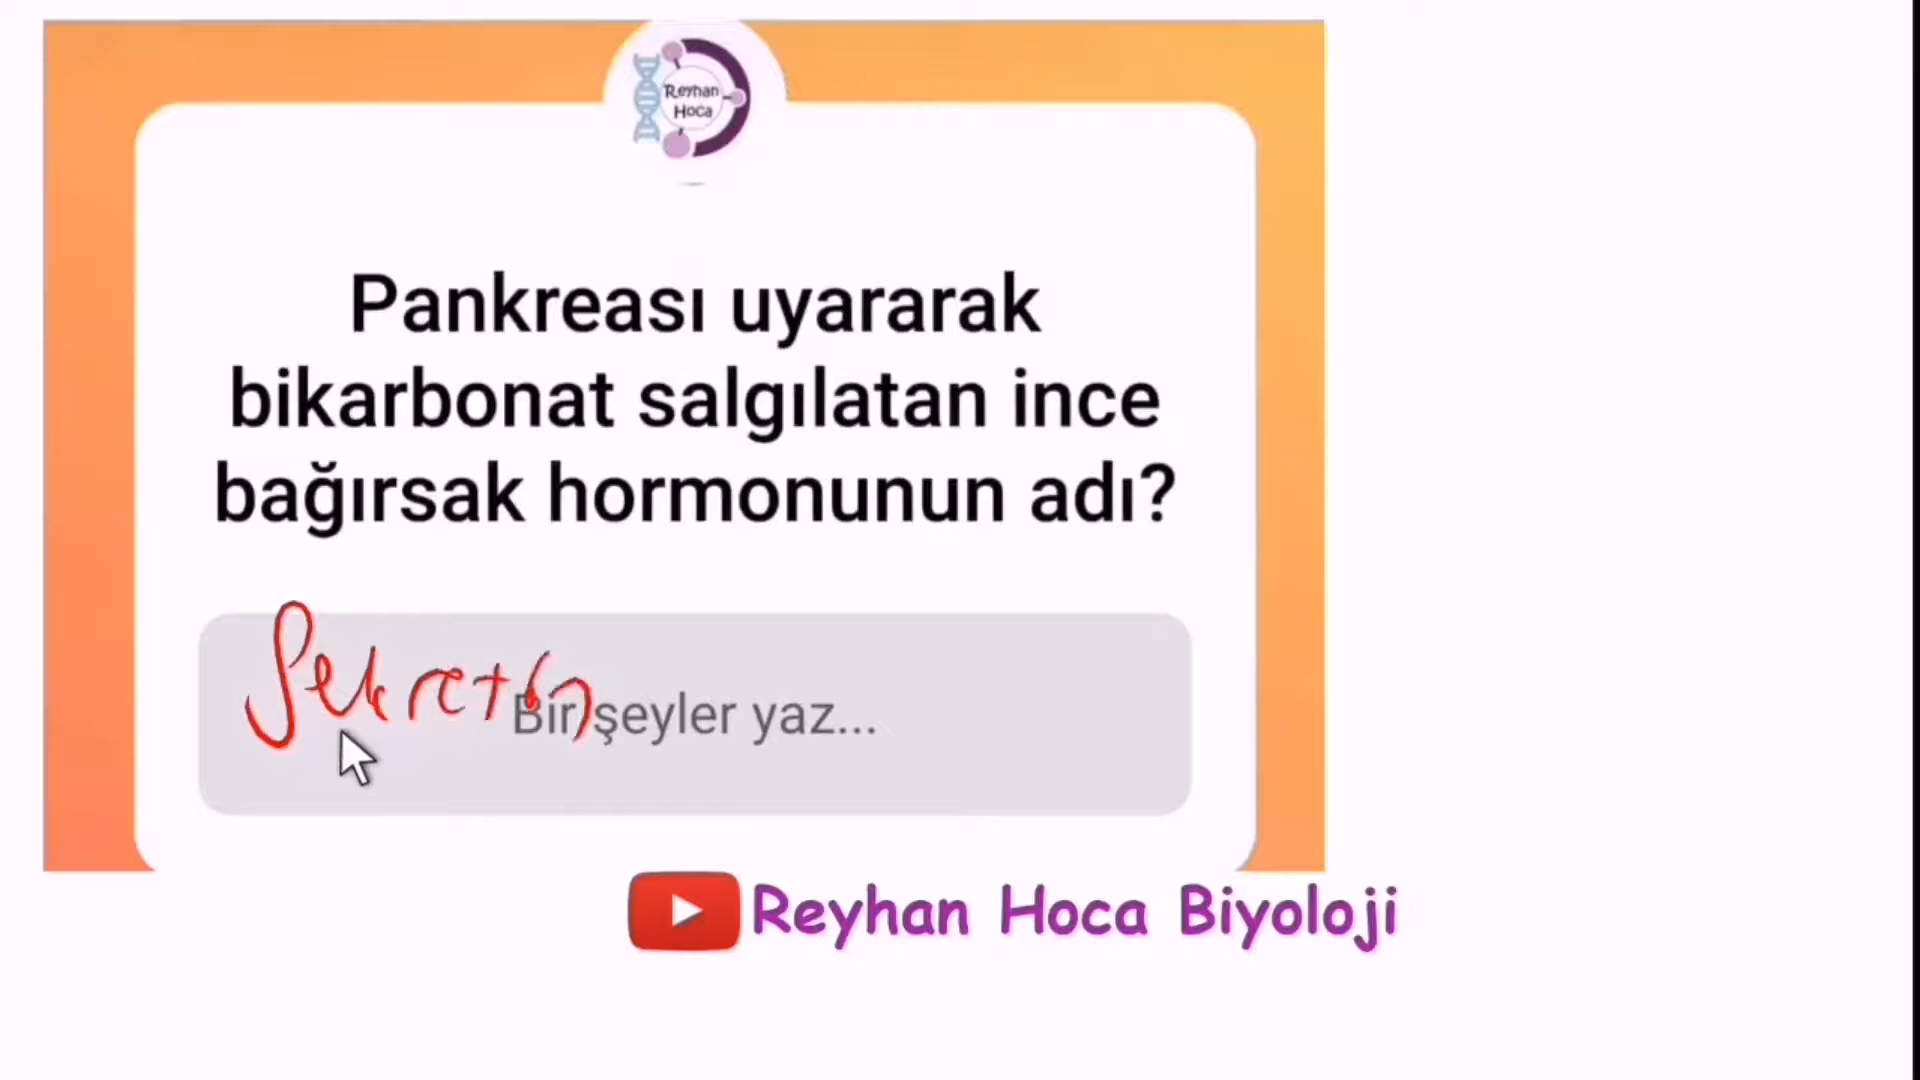 Reyhan
Hoca
Pankreası uyararak
bikarbonat salgılatan ince
bağırsak hormonunun adı?
Sekretin
Bir şeyler yaz...
Reyhan Hoca Biyoloji